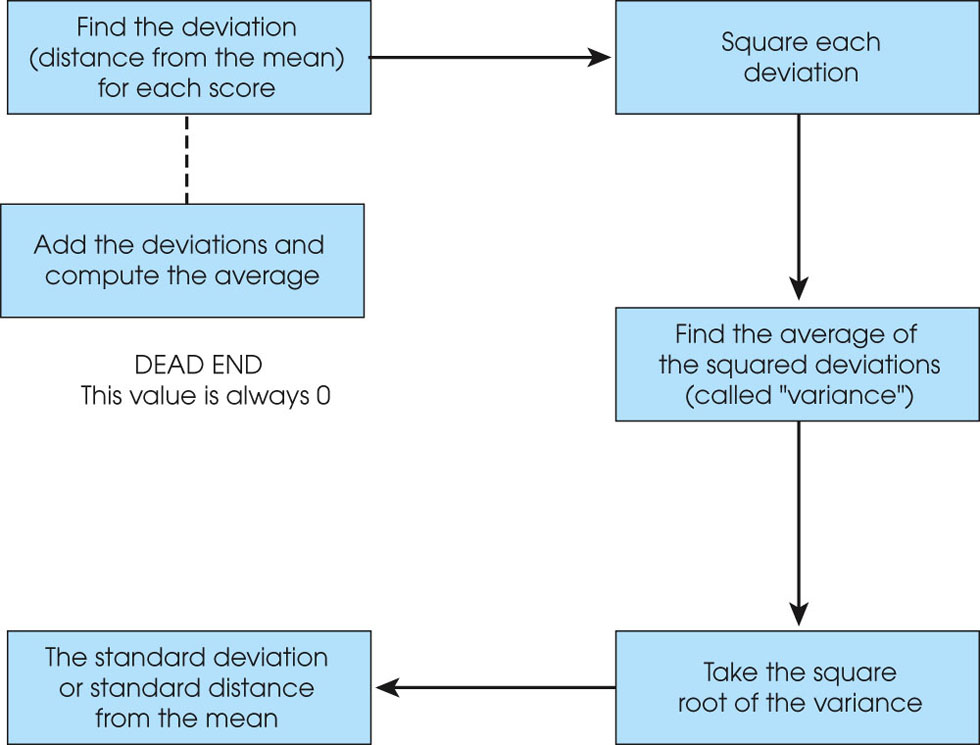 Find the deviation
(distance from the mean)
for each score
Square each
deviation
Add the deviations and
compute the average
DEAD END
This value is always 0
Find the average of
the squared deviations
(called "variance")
Take the square
root of the variance
The standard deviation
or standard distance
from the mean